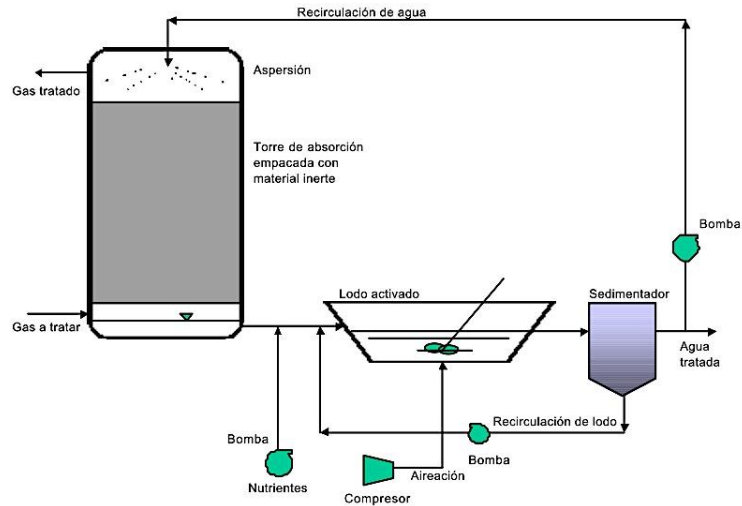 Recirculación de agua
Aspersión
Gas tratado
Torre de absorción
empacada con
material inerte
Bomba
Lodo activado
Sedimentador
Gas a tratar
Agua
tratada
Recirculación de lodo
Bomba
Bomba
Aireación
Nutrientes
Compresor